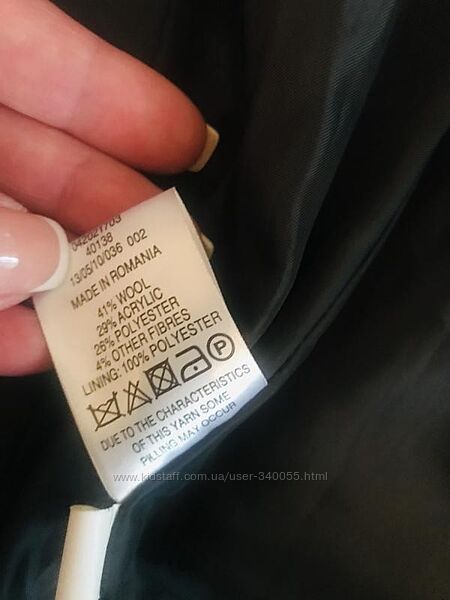 40138
13/05/10/036 002
MADE IN ROMANIA
41% WOOL
29% ACRYLIC
26% POLYESTER
4% OTHER FIBRES
LINING: 100% POLYESTER
P
DUE TO THE CHARACTERISTICS
OF THIS YARN SOME
PILLING MAY OCCUR
www.kidstaff.com.ua/user-340055.html